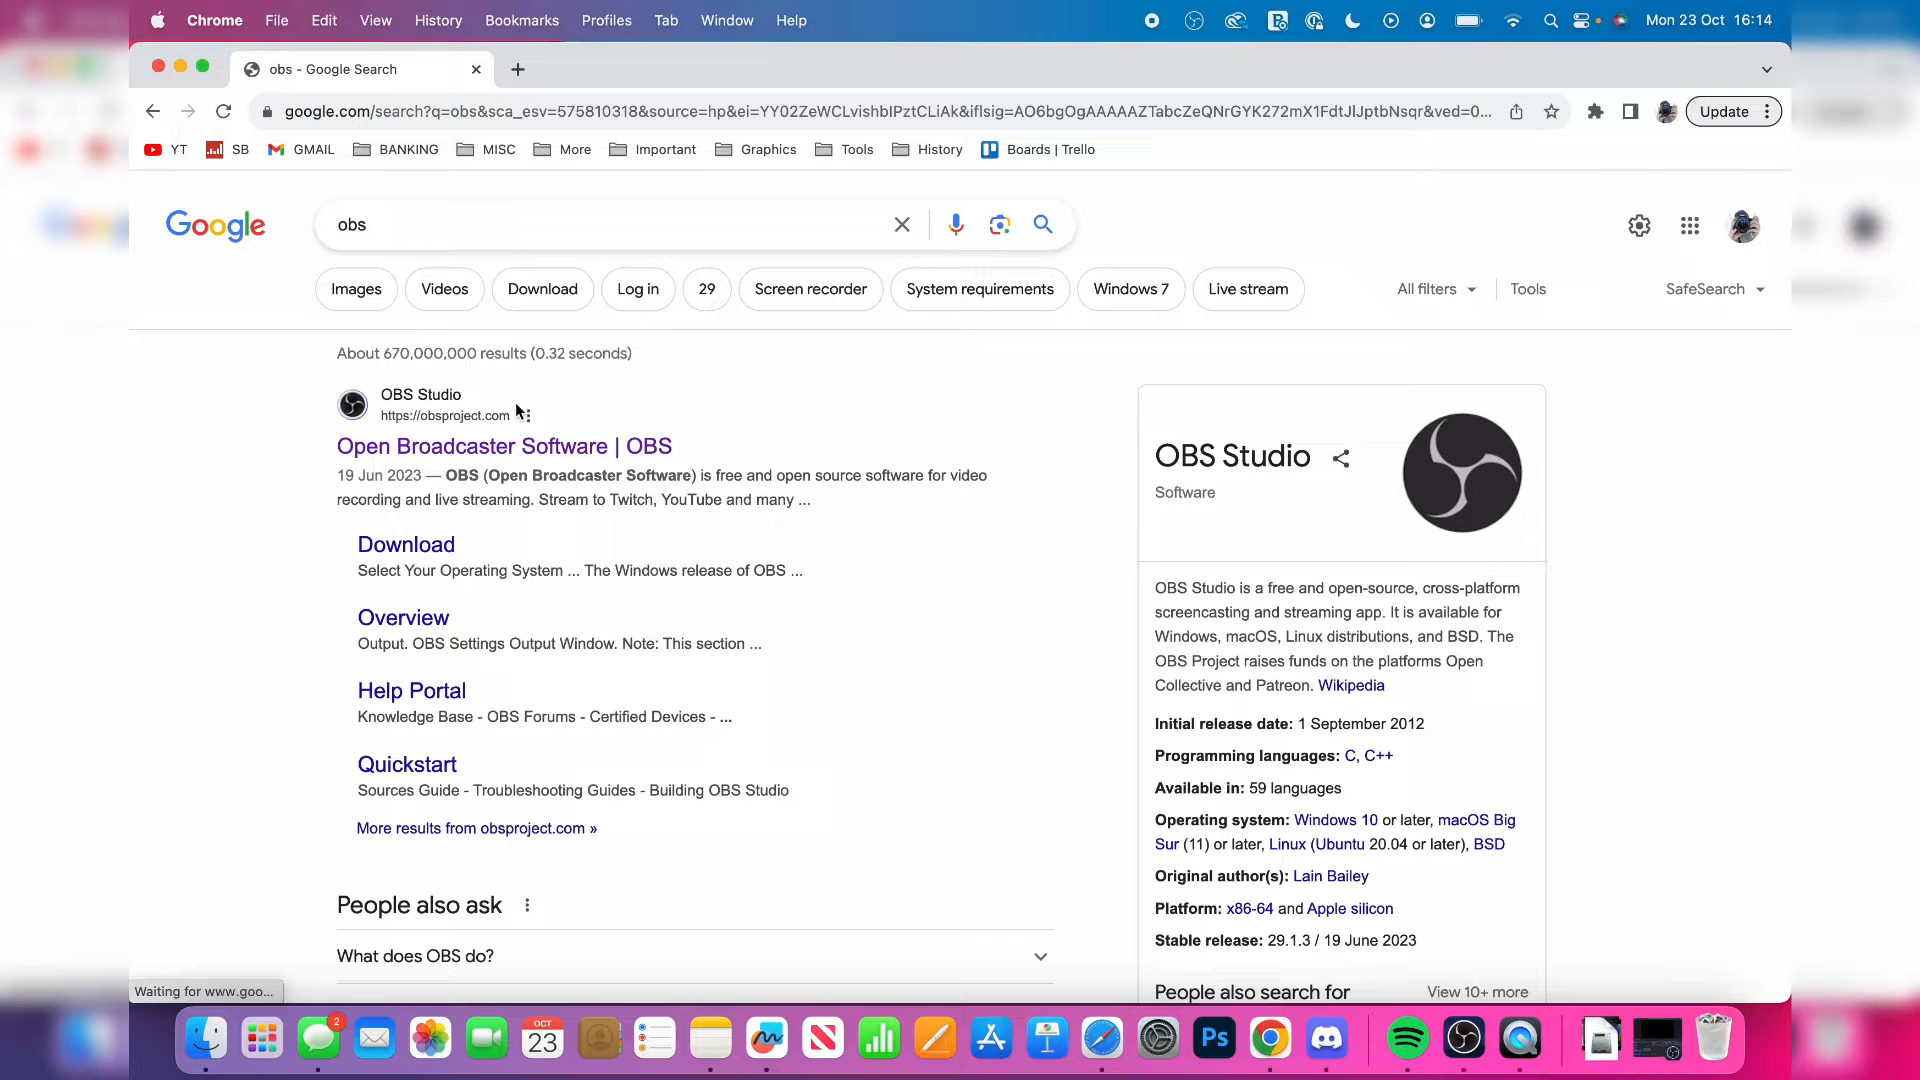 Chrome File Edit View History Bookmarks Profiles Tab Window Help Mon 23 Oct 16:14
obs - Google Search
google.com/search?q=obs&sca_esv=575810318&source=hp&ei=YY02ZeWCLvishbIPztCLiAk&iflsig=AO6bgOgAAAAAZTabcZeQNrGYK272mX1FdtJlJptbNsqr&ved=0... Update
YT SB GMAIL BANKING MISC More Important Graphics Tools History Boards | Trello
Google obs
Images Videos Download Log in 29 Screen recorder System requirements Windows 7 Live stream All filters Tools SafeSearch
About 670,000,000 results (0.32 seconds)
OBS Studio
https://obsproject.com
Open Broadcaster Software | OBS
19 Jun 2023 — OBS (Open Broadcaster Software) is free and open source software for video
recording and live streaming. Stream to Twitch, YouTube and many ...
Download
Select Your Operating System ... The Windows release of OBS ...
Overview
Output. OBS Settings Output Window. Note: This section ...
Help Portal
Knowledge Base - OBS Forums - Certified Devices - ...
Quickstart
Sources Guide - Troubleshooting Guides - Building OBS Studio
More results from obsproject.com »
People also ask
What does OBS do?
OBS Studio
Software
OBS Studio is a free and open-source, cross-platform
screencasting and streaming app. It is available for
Windows, macOS, Linux distributions, and BSD. The
OBS Project raises funds on the platforms Open
Collective and Patreon. Wikipedia
Initial release date: 1 September 2012
Programming languages: C, C++
Available in: 59 languages
Operating system: Windows 10 or later, macOS Big
Sur (11) or later, Linux (Ubuntu 20.04 or later), BSD
Original author(s): Lain Bailey
Platform: x86-64 and Apple silicon
Stable release: 29.1.3 / 19 June 2023
People also search for View 10+ more
Waiting for www.goo...
2
OCT
23
Ps